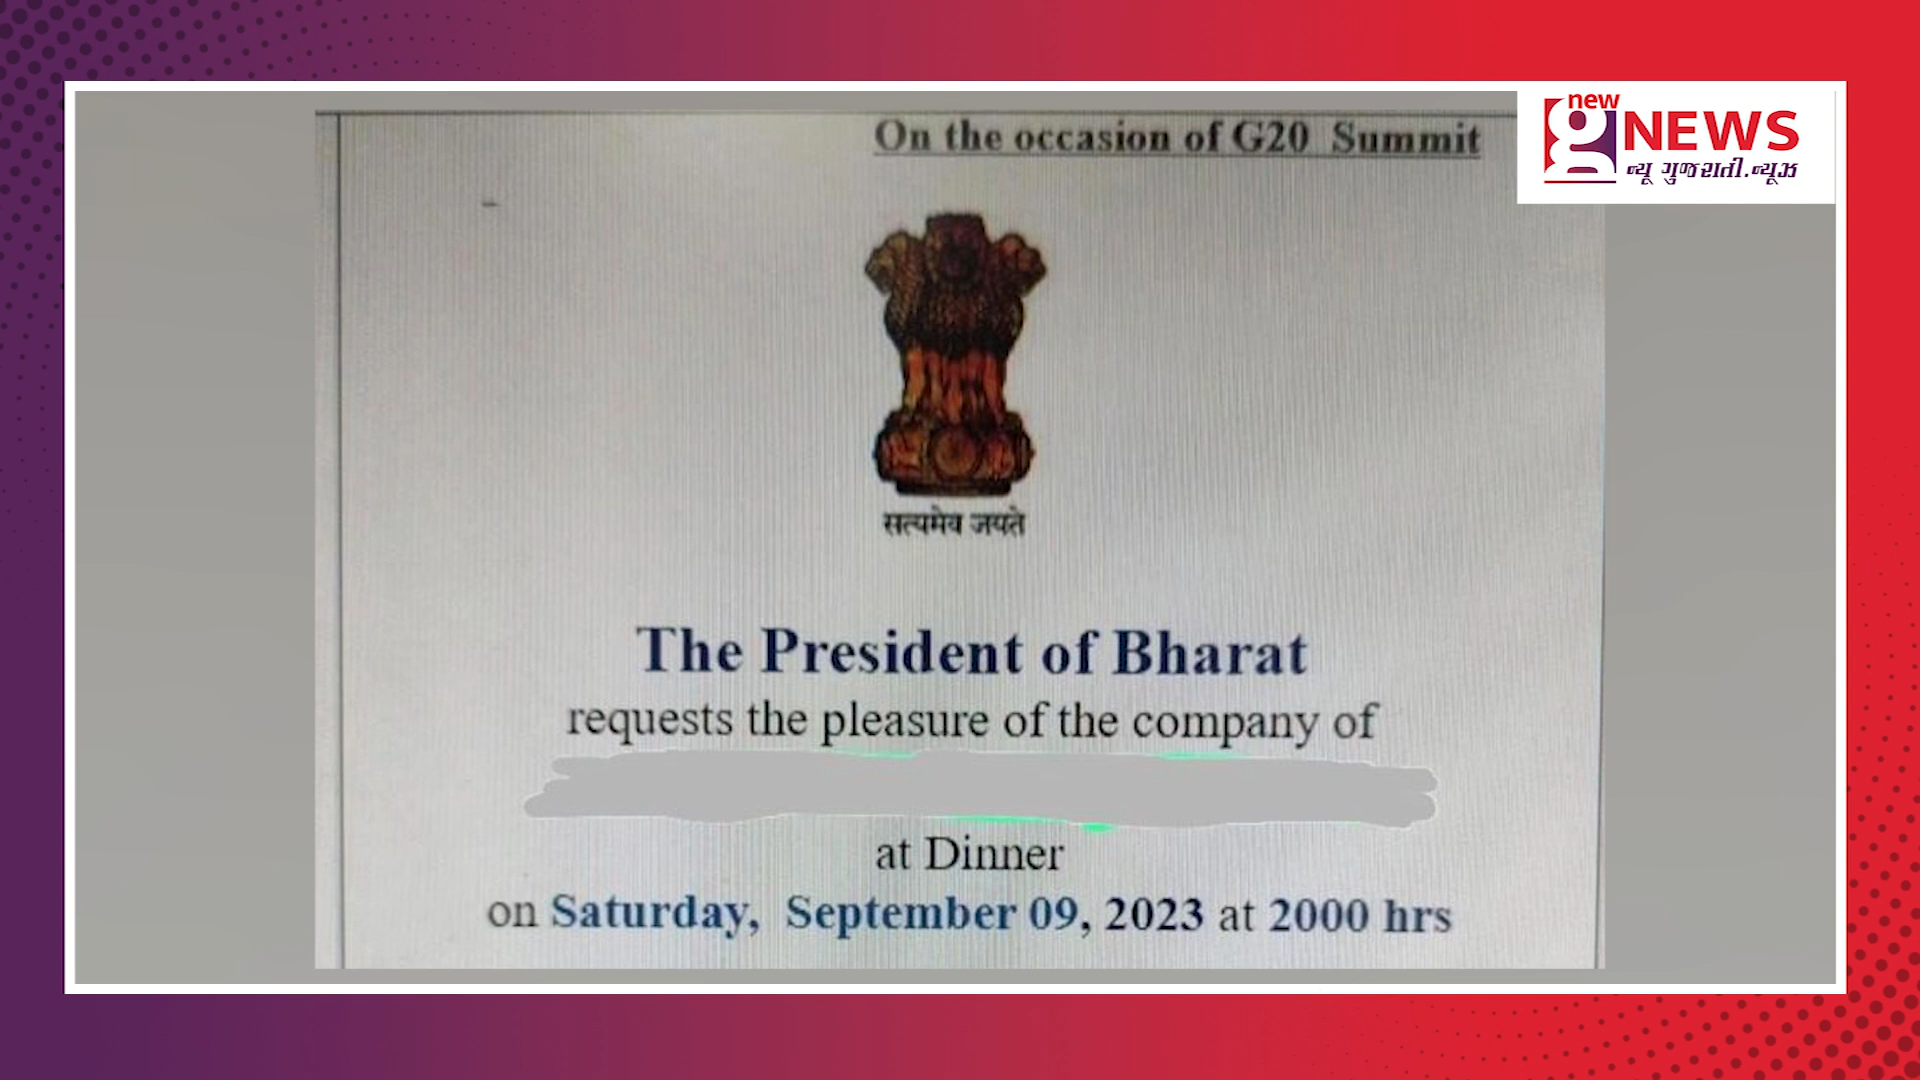 On the occasion of G20 Summit
new
g NEWS
ન્યૂ ગુજરાતી.ન્યૂઝ
सत्यमेव जयते
The President of Bharat
requests the pleasure of the company of
at Dinner
on Saturday, September 09, 2023 at 2000 hrs